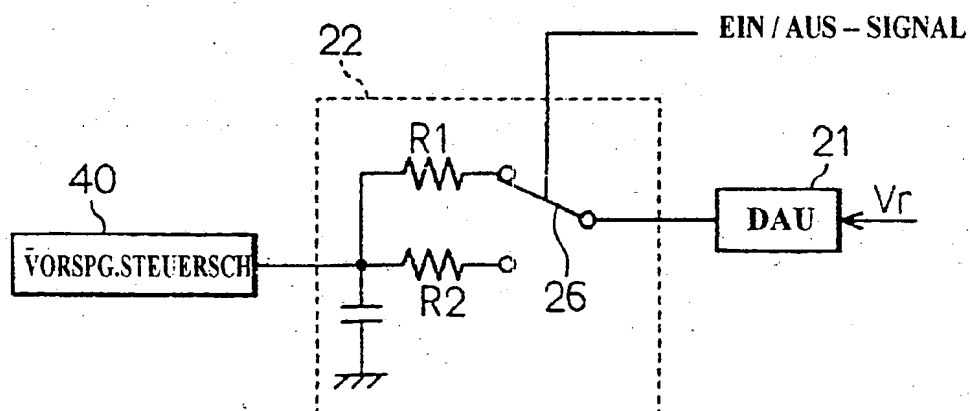 EIN / AUS – SIGNAL
22
R1
40
21
VORSPG.STEUERSCH
DAU
Vr
R2
26